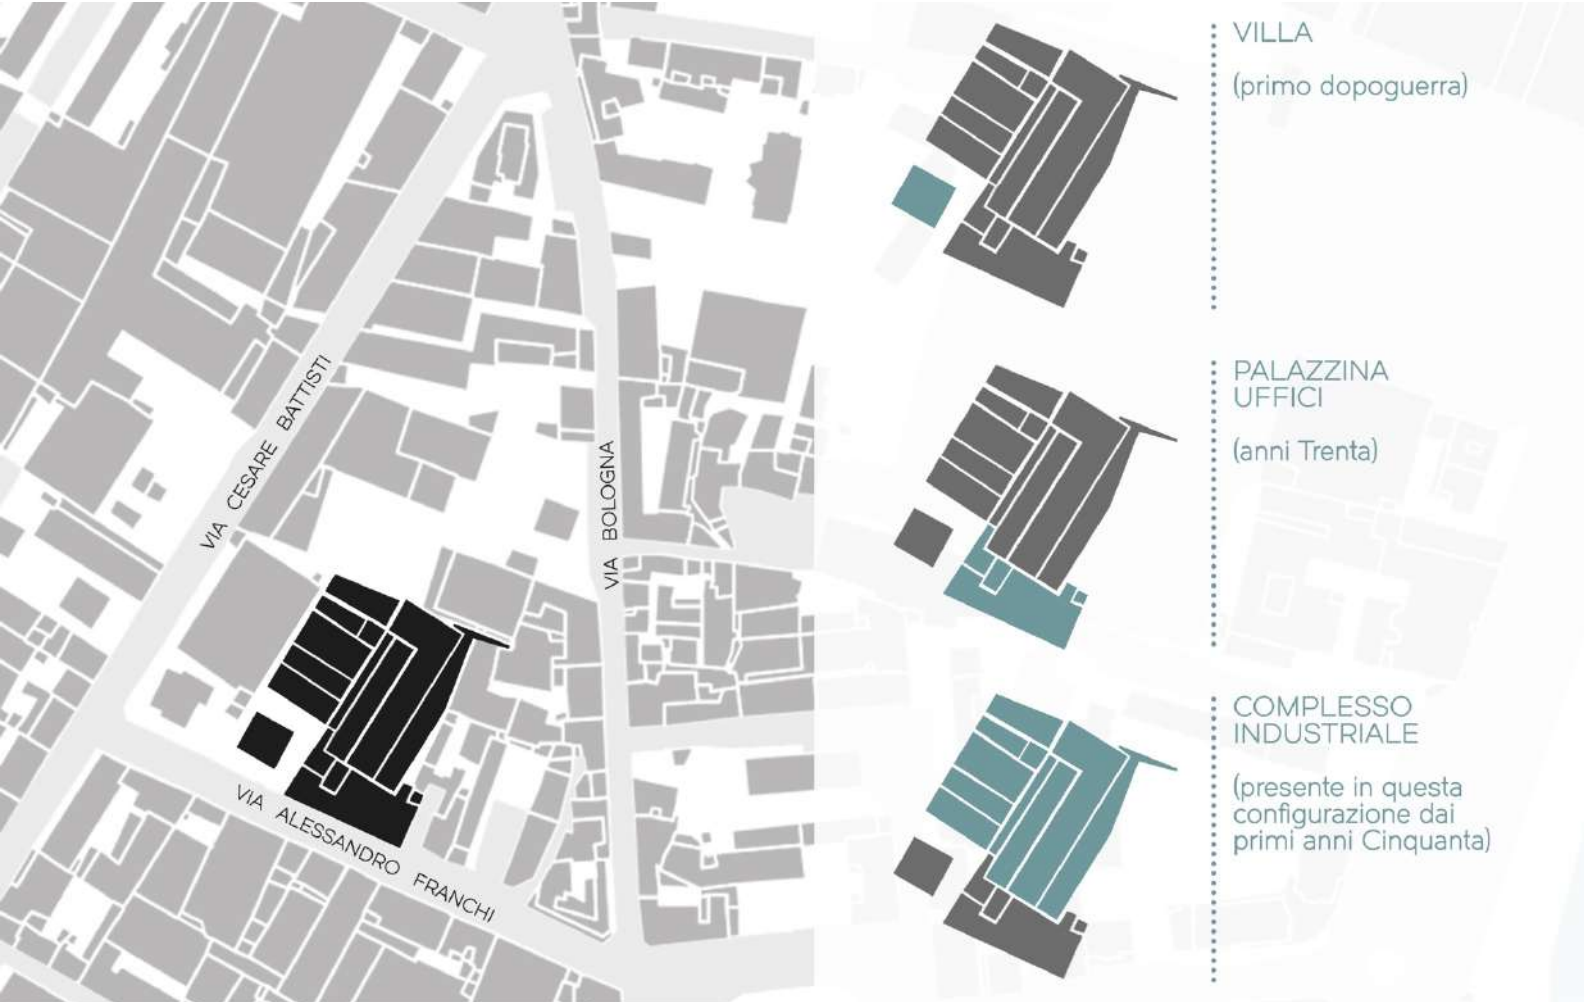 VIA CESARE BATTISTI
VIA BOLOGNA
VIA ALESSANDRO FRANCHI
VILLA
(primo dopoguerra)
PALAZZINA
UFFICI
(anni Trenta)
COMPLESSO
INDUSTRIALE
(presente in questa
configurazione dai
primi anni Cinquanta)